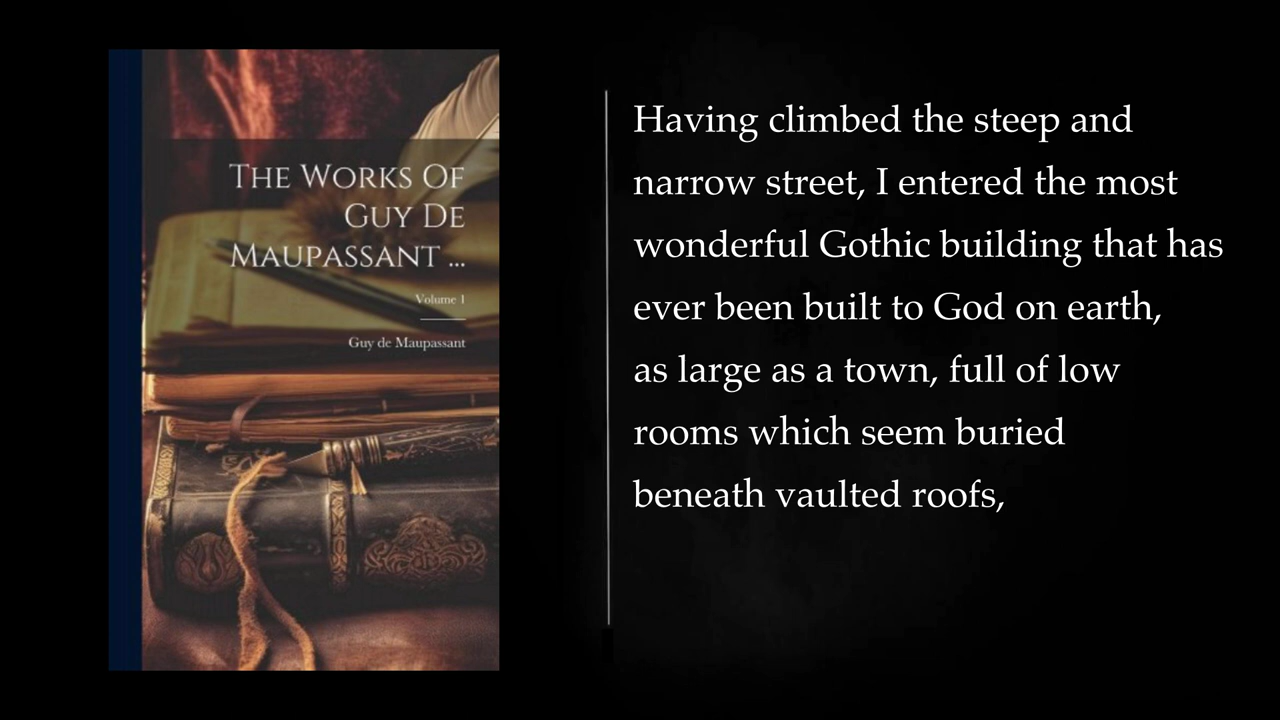 The Works Of
Guy De
Maupassant ...
Volume 1
Guy de Maupassant
Having climbed the steep and
narrow street, I entered the most
wonderful Gothic building that has
ever been built to God on earth,
as large as a town, full of low
rooms which seem buried
beneath vaulted roofs,